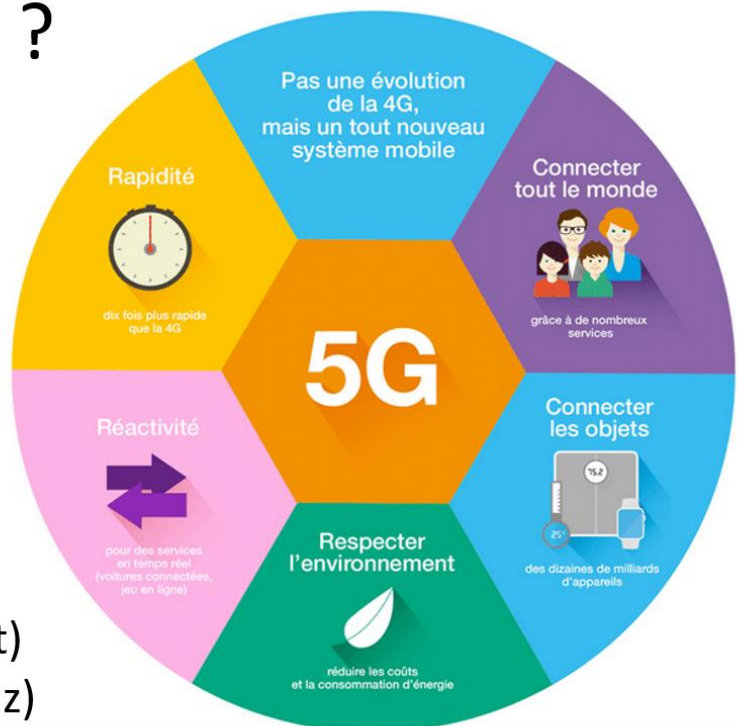 ?
Pas une évolution
de la 4G,
mais un tout nouveau
système mobile
Connecter
tout le monde
grâce à de nombreux
services
Connecter
les objets
75.2
25°
des dizaines de milliards
d'appareils
Respecter
l'environnement
réduire les coûts
et la consommation d'énergie
Réactivité
pour des services
en temps réel
(voitures connectées,
jeu en ligne)
Rapidité
dix fois plus rapide
que la 4G
5G
t)
z)